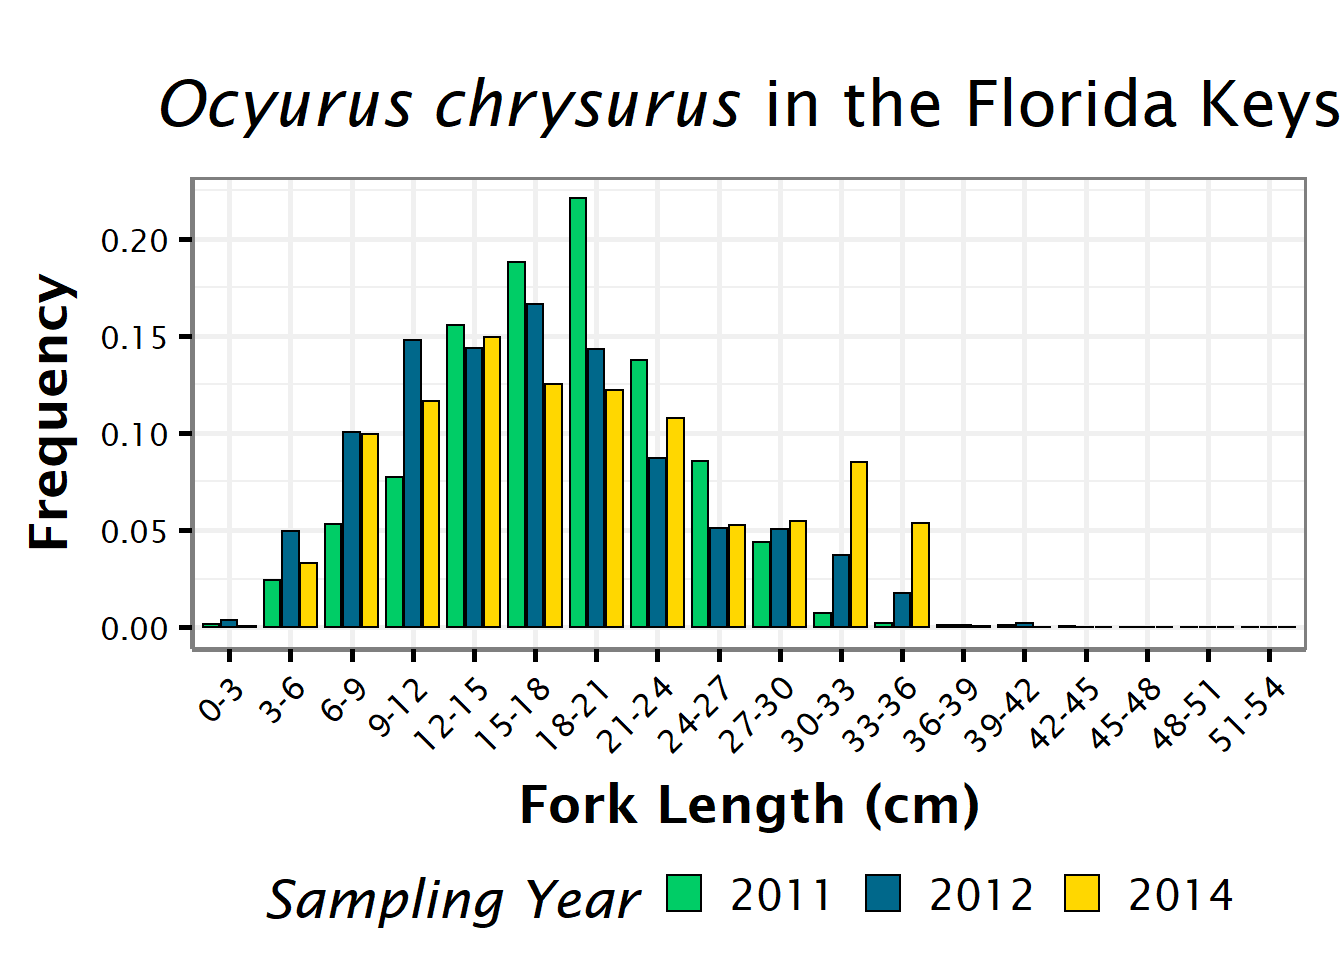 Ocyurus chrysurus in the Florida Keys
Frequency
0.20
0.15
0.10
0.05
0.00
0-3 3-6 6-9 9-12 12-15 15-18 18-21 21-24 24-27 27-30 30-33 33-36 36-39 39-42 42-45 45-48 48-51 51-54
Fork Length (cm)
Sampling Year 2011 2012 2014